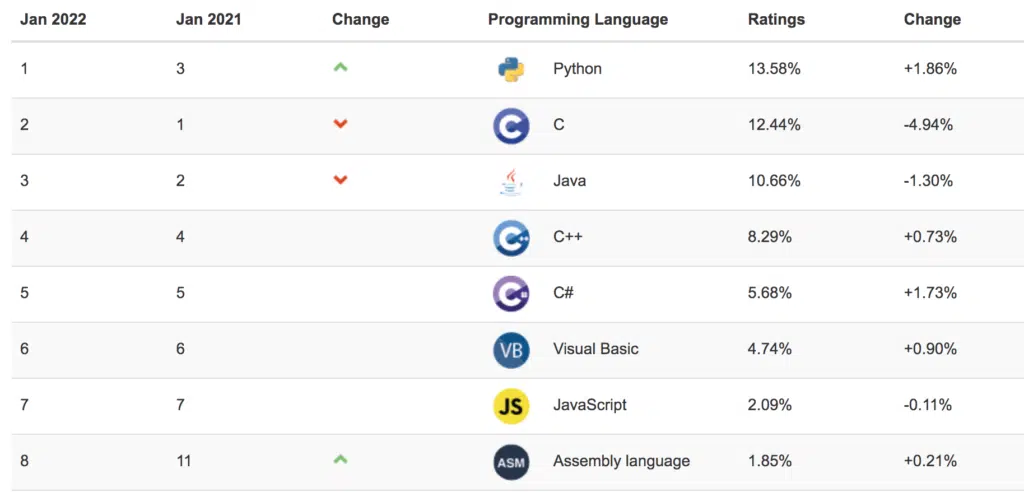 Jan 2022 Jan 2021 Change Programming Language Ratings Change
1 3 Python 13.58% +1.86%
2 1 C 12.44% -4.94%
3 2 Java 10.66% -1.30%
4 4 C++ 8.29% +0.73%
5 5 C# 5.68% +1.73%
6 6 VB Visual Basic 4.74% +0.90%
7 7 JS JavaScript 2.09% -0.11%
8 11 ASM Assembly language 1.85% +0.21%